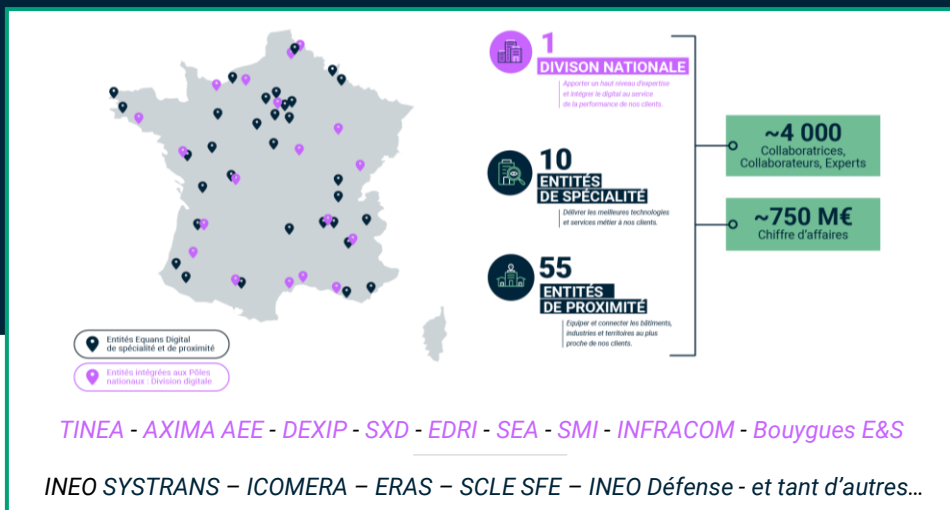 1
DIVISON NATIONALE
Apporter un haut niveau d'expertise
et intégrer le digital au service
de la performance de nos clients.
10
ENTITÉS
DE SPÉCIALITÉ
Délivrer les meilleures technologies
et services métier à nos clients.
55
ENTITÉS
DE PROXIMITÉ
Equiper et connecter les bâtiments,
industries et territoires au plus
proche de nos clients.
~4 000
Collaboratrices,
Collaborateurs, Experts
~750 M€
Chiffre d'affaires
Entités Equans Digital
de spécialité et de proximité
Entités intégrées aux Pôles
nationaux : Division digitale
TINEA - AXIMA AEE - DEXIP - SXD - EDRI - SEA - SMI - INFRACOM - Bouygues E&S
INEO SYSTRANS – ICOMERA – ERAS – SCLE SFE – INEO Défense - et tant d'autres...